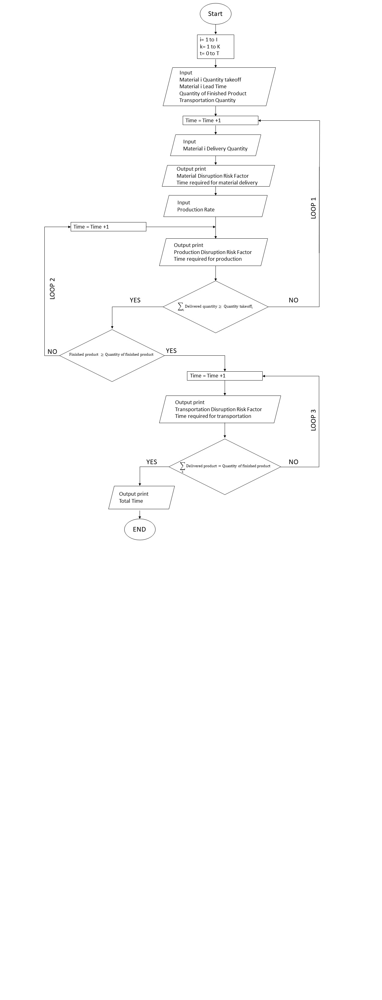 Start
i= 1 to I
k= 1 to K
t= 0 to T
Input
Material i Quantity takeoff
Material i Lead Time
Quantity of Finished Product
Transportation Quantity
Time = Time +1
Input
Material i Delivery Quantity
Output print
Material Disruption Risk Factor
Time required for material delivery
Input
Production Rate
LOOP 1
Time = Time +1
Output print
Production Disruption Risk Factor
Time required for production
LOOP 2
YES
NO
∑i Delivered quantity ≥ Quantity takeoffi
NO
YES
Finished product ≥ Quantity of finished product
Time = Time +1
Output print
Transportation Disruption Risk Factor
Time required for transportation
LOOP 3
YES
NO
∑k Delivered product = Quantity of finished product
Output print
Total Time
END